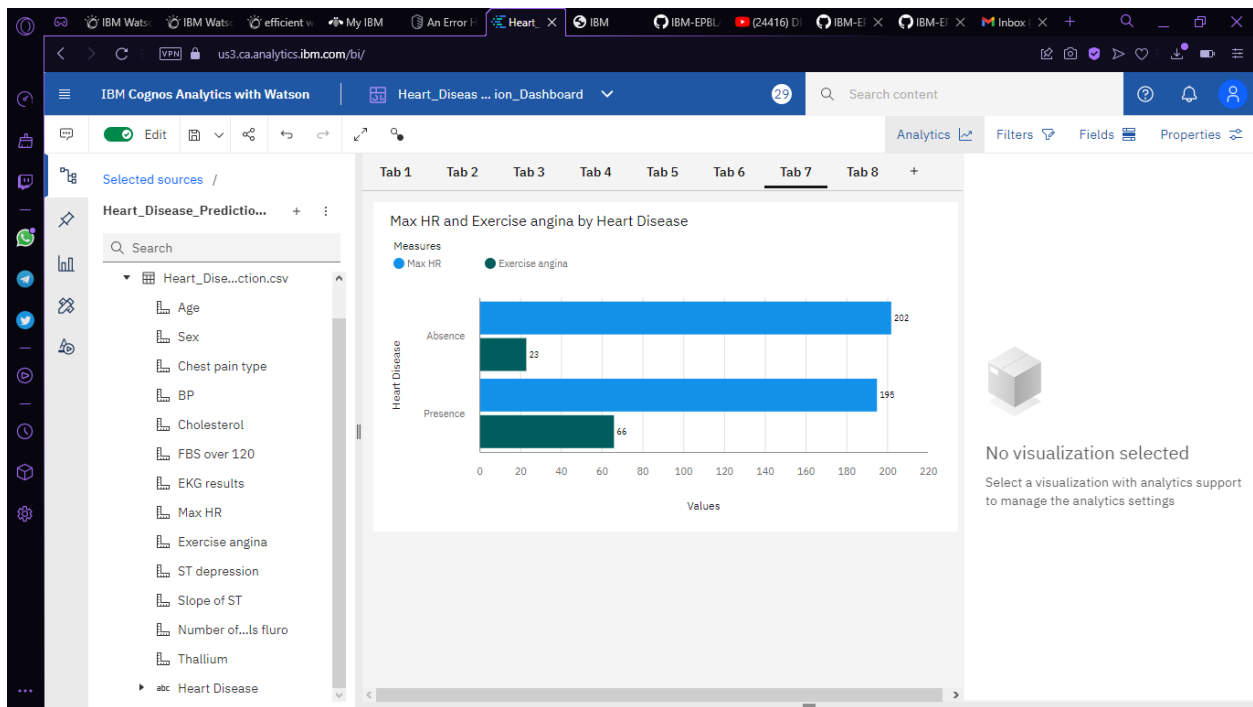 IBM Wats
IBM Wats
efficient w
My IBM
An Error H
Heart_
IBM
IBM-EPBL/
(24416) D
IBM-EF
IBM-EF
Inbox (
VPN us3.ca.analytics.ibm.com/bi/
IBM Cognos Analytics with Watson
Heart_Diseas ... ion_Dashboard
29
Search content
Edit
Analytics
Filters
Fields
Properties
Selected sources /
Heart_Disease_Predictio...
Search
Heart_Dise...ction.csv
Age
Sex
Chest pain type
BP
Cholesterol
FBS over 120
EKG results
Max HR
Exercise angina
ST depression
Slope of ST
Number of...ls fluro
Thallium
abc Heart Disease
Tab 1 Tab 2 Tab 3 Tab 4 Tab 5 Tab 6 Tab 7 Tab 8 +
Max HR and Exercise angina by Heart Disease
Measures
Max HR Exercise angina
Heart Disease
Absence
202
23
Presence
195
66
0 20 40 60 80 100 120 140 160 180 200 220
Values
No visualization selected
Select a visualization with analytics support
to manage the analytics settings